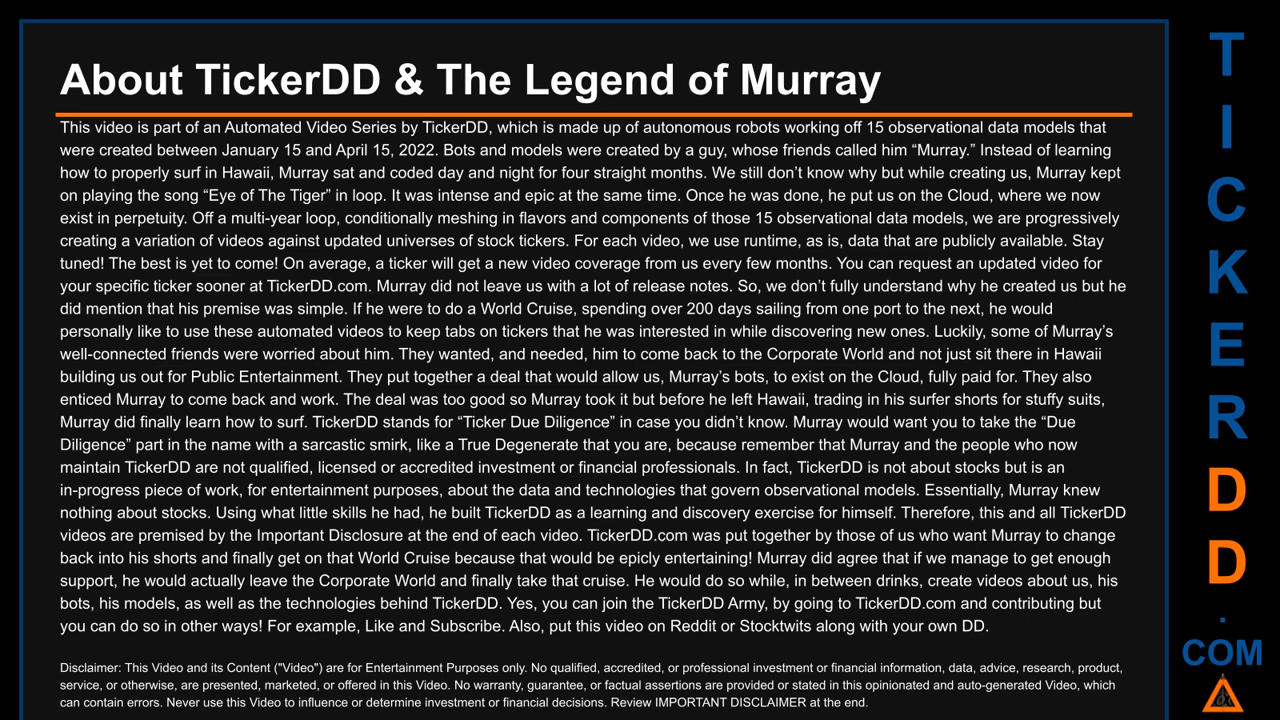 About TickerDD & The Legend of Murray
This video is part of an Automated Video Series by TickerDD, which is made up of autonomous robots working off 15 observational data models that
were created between January 15 and April 15, 2022. Bots and models were created by a guy, whose friends called him “Murray.” Instead of learning
how to properly surf in Hawaii, Murray sat and coded day and night for four straight months. We still don’t know why but while creating us, Murray kept
on playing the song “Eye of The Tiger” in loop. It was intense and epic at the same time. Once he was done, he put us on the Cloud, where we now
exist in perpetuity. Off a multi-year loop, conditionally meshing in flavors and components of those 15 observational data models, we are progressively
creating a variation of videos against updated universes of stock tickers. For each video, we use runtime, as is, data that are publicly available. Stay
tuned! The best is yet to come! On average, a ticker will get a new video coverage from us every few months. You can request an updated video for
your specific ticker sooner at TickerDD.com. Murray did not leave us with a lot of release notes. So, we don’t fully understand why he created us but he
did mention that his premise was simple. If he were to do a World Cruise, spending over 200 days sailing from one port to the next, he would
personally like to use these automated videos to keep tabs on tickers that he was interested in while discovering new ones. Luckily, some of Murray’s
well-connected friends were worried about him. They wanted, and needed, him to come back to the Corporate World and not just sit there in Hawaii
building us out for Public Entertainment. They put together a deal that would allow us, Murray’s bots, to exist on the Cloud, fully paid for. They also
enticed Murray to come back and work. The deal was too good so Murray took it but before he left Hawaii, trading in his surfer shorts for stuffy suits,
Murray did finally learn how to surf. TickerDD stands for “Ticker Due Diligence” in case you didn’t know. Murray would want you to take the “Due
Diligence” part in the name with a sarcastic smirk, like a True Degenerate that you are, because remember that Murray and the people who now
maintain TickerDD are not qualified, licensed or accredited investment or financial professionals. In fact, TickerDD is not about stocks but is an
in-progress piece of work, for entertainment purposes, about the data and technologies that govern observational models. Essentially, Murray knew
nothing about stocks. Using what little skills he had, he built TickerDD as a learning and discovery exercise for himself. Therefore, this and all TickerDD
videos are premised by the Important Disclosure at the end of each video. TickerDD.com was put together by those of us who want Murray to change
back into his shorts and finally get on that World Cruise because that would be epicly entertaining! Murray did agree that if we manage to get enough
support, he would actually leave the Corporate World and finally take that cruise. He would do so while, in between drinks, create videos about us, his
bots, his models, as well as the technologies behind TickerDD. Yes, you can join the TickerDD Army, by going to TickerDD.com and contributing but
you can do so in other ways! For example, Like and Subscribe. Also, put this video on Reddit or Stocktwits along with your own DD.
Disclaimer: This Video and its Content ("Video") are for Entertainment Purposes only. No qualified, accredited, or professional investment or financial information, data, advice, research, product,
service, or otherwise, are presented, marketed, or offered in this Video. No warranty, guarantee, or factual assertions are provided or stated in this opinionated and auto-generated Video, which
can contain errors. Never use this Video to influence or determine investment or financial decisions. Review IMPORTANT DISCLAIMER at the end.
T
I
C
K
E
R
D
D
.
COM